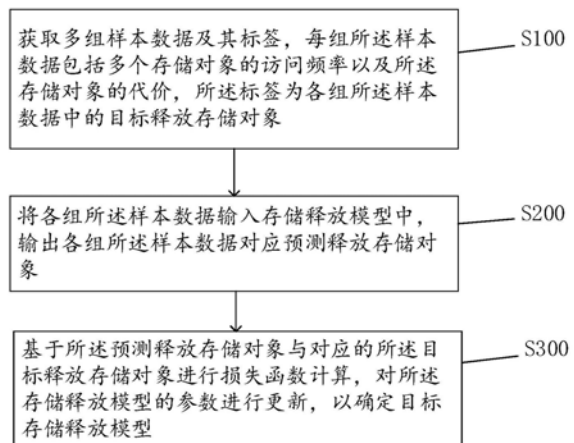 获取多组样本数据及其标签，每组所述样本
数据包括多个存储对象的访问频率以及所述
存储对象的代价，所述标签为各组所述样本
数据中的目标释放存储对象
S100
将各组所述样本数据输入存储释放模型中，
输出各组所述样本数据对应预测释放存储对
象
S200
基于所述预测释放存储对象与对应的所述目
标释放存储对象进行损失函数计算，对所述
存储释放模型的参数进行更新，以确定目标
存储释放模型
S300